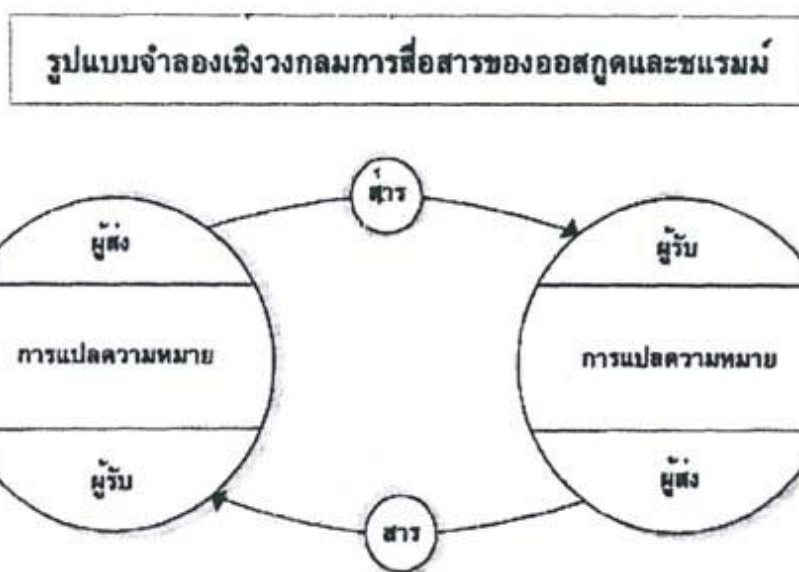 รูปแบบจำลองเชิงวงกลมการสื่อสารของออสกูดและชแรมม์
สาร
ผู้ส่ง
ผู้รับ
การแปลความหมาย
การแปลความหมาย
ผู้รับ
ผู้ส่ง
สาร